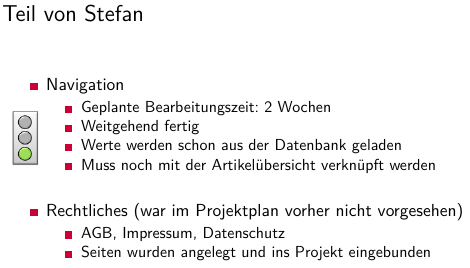 Teil von Stefan
Navigation
Geplante Bearbeitungszeit: 2 Wochen
Weitgehend fertig
Werte werden schon aus der Datenbank geladen
Muss noch mit der Artikelübersicht verknüpft werden
Rechtliches (war im Projektplan vorher nicht vorgesehen)
AGB, Impressum, Datenschutz
Seiten wurden angelegt und ins Projekt eingebunden